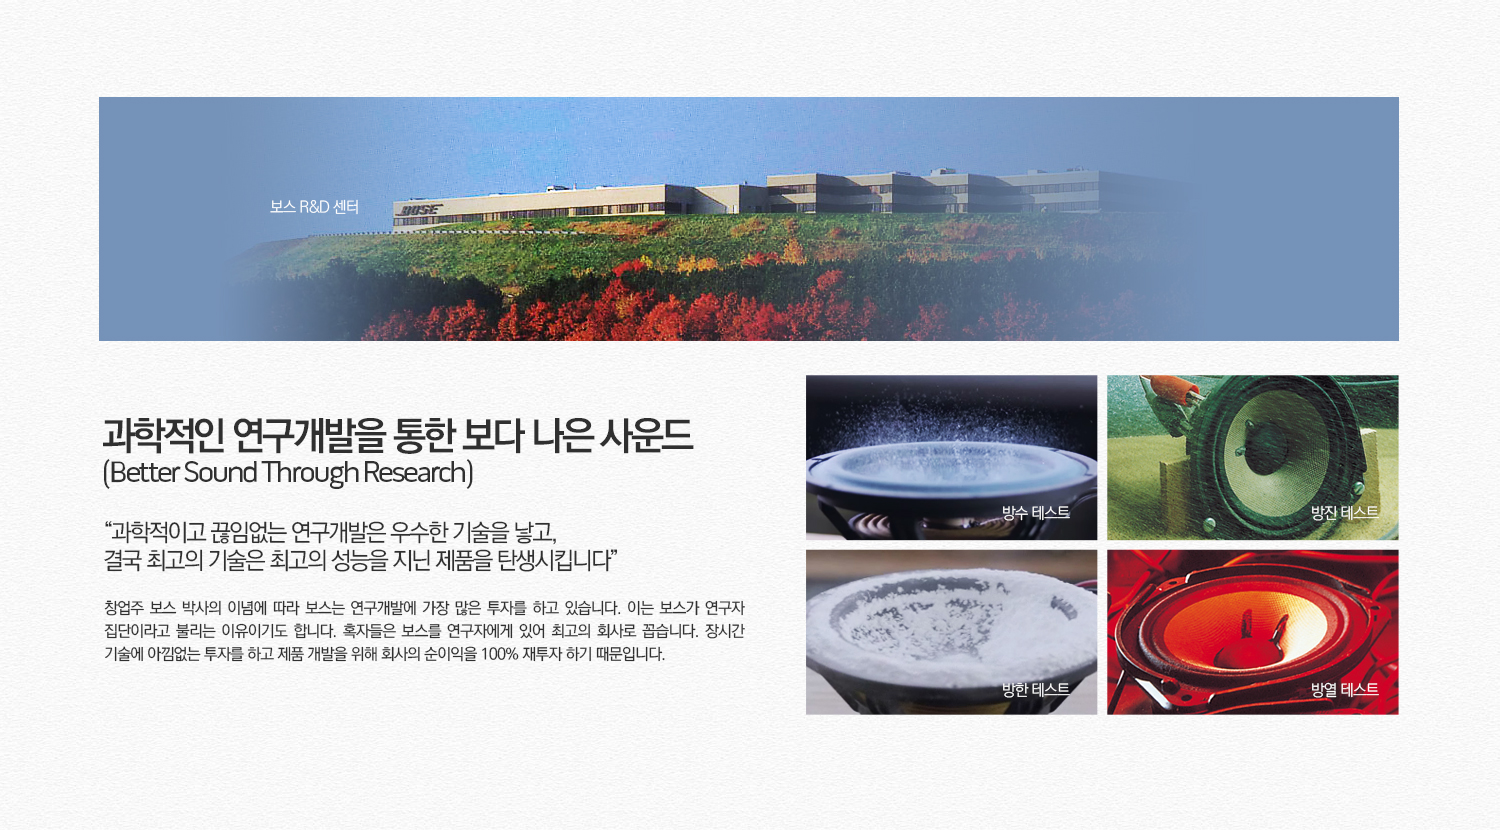 보스 R&D 센터
BOSE
과학적인 연구개발을 통한 보다 나은 사운드
(Better Sound Through Research)
“과학적이고 끊임없는 연구개발은 우수한 기술을 낳고,
결국 최고의 기술은 최고의 성능을 지닌 제품을 탄생시킵니다”
창업주 보스 박사의 이념에 따라 보스는 연구개발에 가장 많은 투자를 하고 있습니다. 이는 보스가 연구자
집단이라고 불리는 이유이기도 합니다. 혹자들은 보스를 연구자에게 있어 최고의 회사로 꼽습니다. 장시간
기술에 아낌없는 투자를 하고 제품 개발을 위해 회사의 순이익을 100% 재투자 하기 때문입니다.
방수 테스트
방진 테스트
방한 테스트
방열 테스트